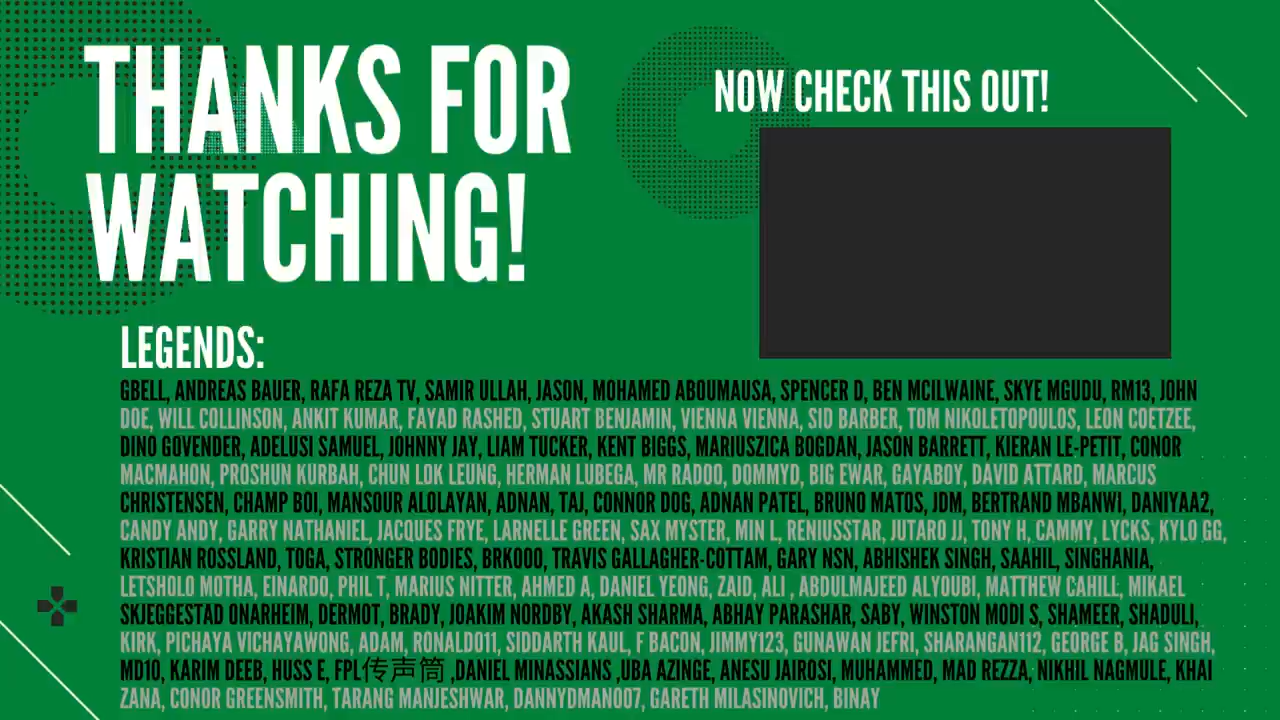 THANKS FOR
WATCHING!
NOW CHECK THIS OUT!
LEGENDS:
GBELL, ANDREAS BAUER, RAFA REZA TV, SAMIR ULLAH, JASON, MOHAMED ABOUMAUSA, SPENCER D, BEN MCILWAINE, SKYE MGUDU, RM13, JOHN
DOE, WILL COLLINSON, ANKIT KUMAR, FAYAD RASHED, STUART BENJAMIN, VIENNA VIENNA, SID BARBER, TOM NIKOLETOPOULOS, LEON COETZEE,
DINO GOVENDER, ADELUSI SAMUEL, JOHNNY JAY, LIAM TUCKER, KENT BIGGS, MARIUSZICA BOGDAN, JASON BARRETT, KIERAN LE-PETIT, CONOR
MACMAHON, PROSHUN KURBAH, CHUN LOK LEUNG, HERMAN LUBEGA, MR RADOO, DOMMYD, BIG EWAR, GAYABOY, DAVID ATTARD, MARCUS
CHRISTENSEN, CHAMP BOI, MANSOUR ALOLAYAN, ADNAN, TAJ, CONNOR DOG, ADNAN PATEL, BRUNO MATOS, JDM, BERTRAND MBANWI, DANIYAA2,
CANDY ANDY, GARRY NATHANIEL, JACQUES FRYE, LARNELLE GREEN, SAX MYSTER, MIN L, RENIUSSTAR, JUTARO JI, TONY H, CAMMY, LYCKS, KYLO GG,
KRISTIAN ROSSLAND, TOGA, STRONGER BODIES, BRK000, TRAVIS GALLAGHER-COTTAM, GARY NSN, ABHISHEK SINGH, SAAHIL, SINGHANIA,
LETSHOLO MOTHA, EINARDO, PHIL T, MARIUS NITTER, AHMED A, DANIEL YEONG, ZAID, ALI , ABDULMAJEED ALYOUBI, MATTHEW CAHILL, MIKAEL
SKJEGGESTAD ONARHEIM, DERMOT, BRADY, JOAKIM NORDBY, AKASH SHARMA, ABHAY PARASHAR, SABY, WINSTON MODI S, SHAMEER, SHADULI,
KIRK, PICHAYA VICHAYAWONG, ADAM, RONALDO11, SIDDARTH KAUL, F BACON, JIMMY123, GUNAWAN JEFRI, SHARANGAN112, GEORGE B, JAG SINGH,
MD10, KARIM DEEB, HUSS E, FPL传声筒 ,DANIEL MINASSIANS ,UBA AZINGE, ANESU JAIROSI, MUHAMMED, MAD REZZA, NIKHIL NAGMULE, KHAI
ZANA, CONOR GREENSMITH, TARANG MANJESHWAR, DANNYDMAN007, GARETH MILASINOVICH, BINAY